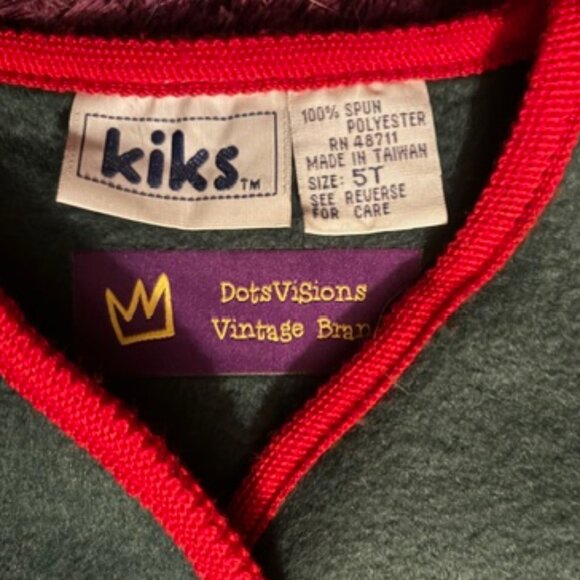 kiks TM
100% SPUN
POLYESTER
RN 48711
MADE IN TAIWAN
SIZE: 5T
SEE REVERSE
FOR CARE
DotsViSions
Vintage Bran